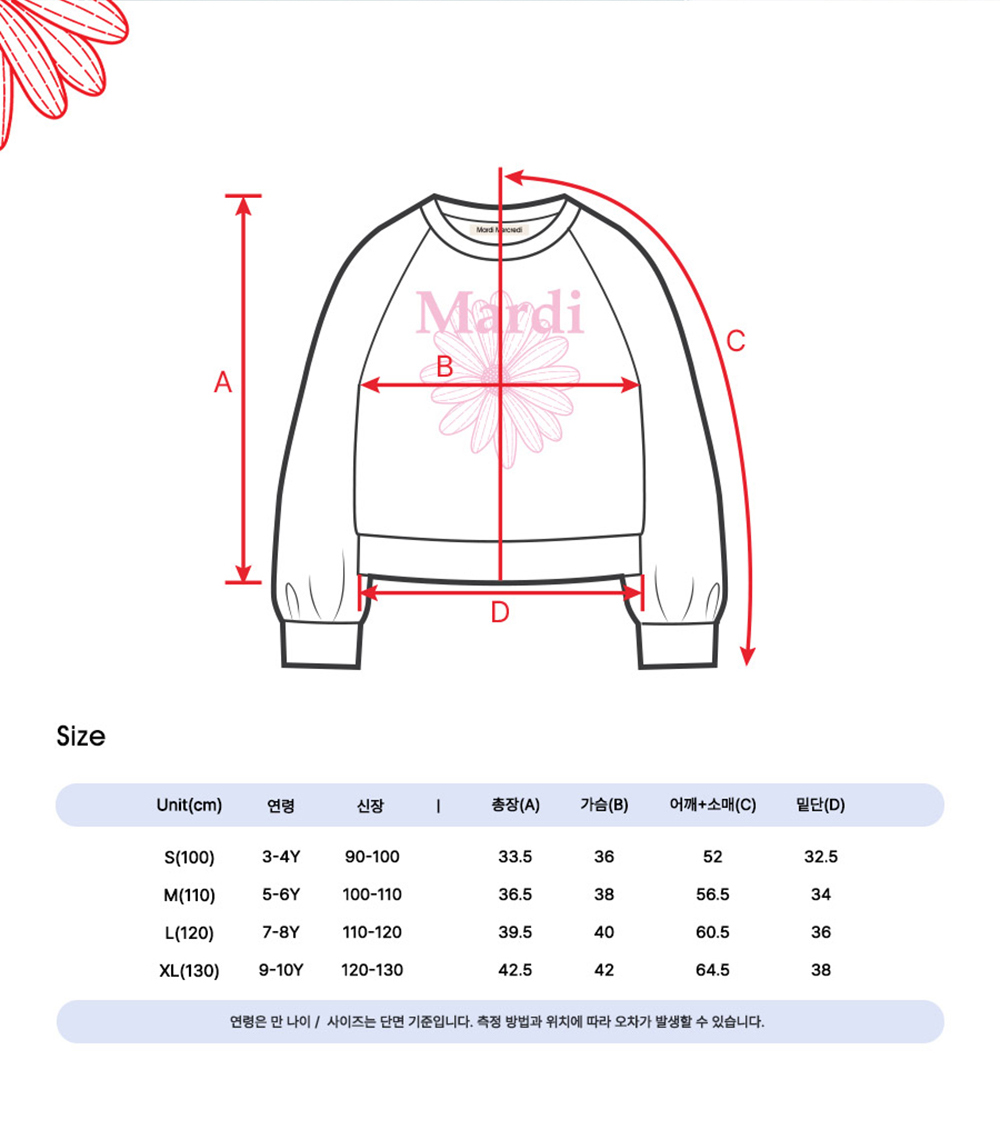 Mardi Mercredi
Mardi
A
B
C
D
Size
Unit(cm) 연령 신장 | 총장(A) 가슴(B) 어깨+소매(C) 밑단(D)
S(100) 3-4Y 90-100 33.5 36 52 32.5
M(110) 5-6Y 100-110 36.5 38 56.5 34
L(120) 7-8Y 110-120 39.5 40 60.5 36
XL(130) 9-10Y 120-130 42.5 42 64.5 38
연령은 만 나이 / 사이즈는 단면 기준입니다. 측정 방법과 위치에 따라 오차가 발생할 수 있습니다.